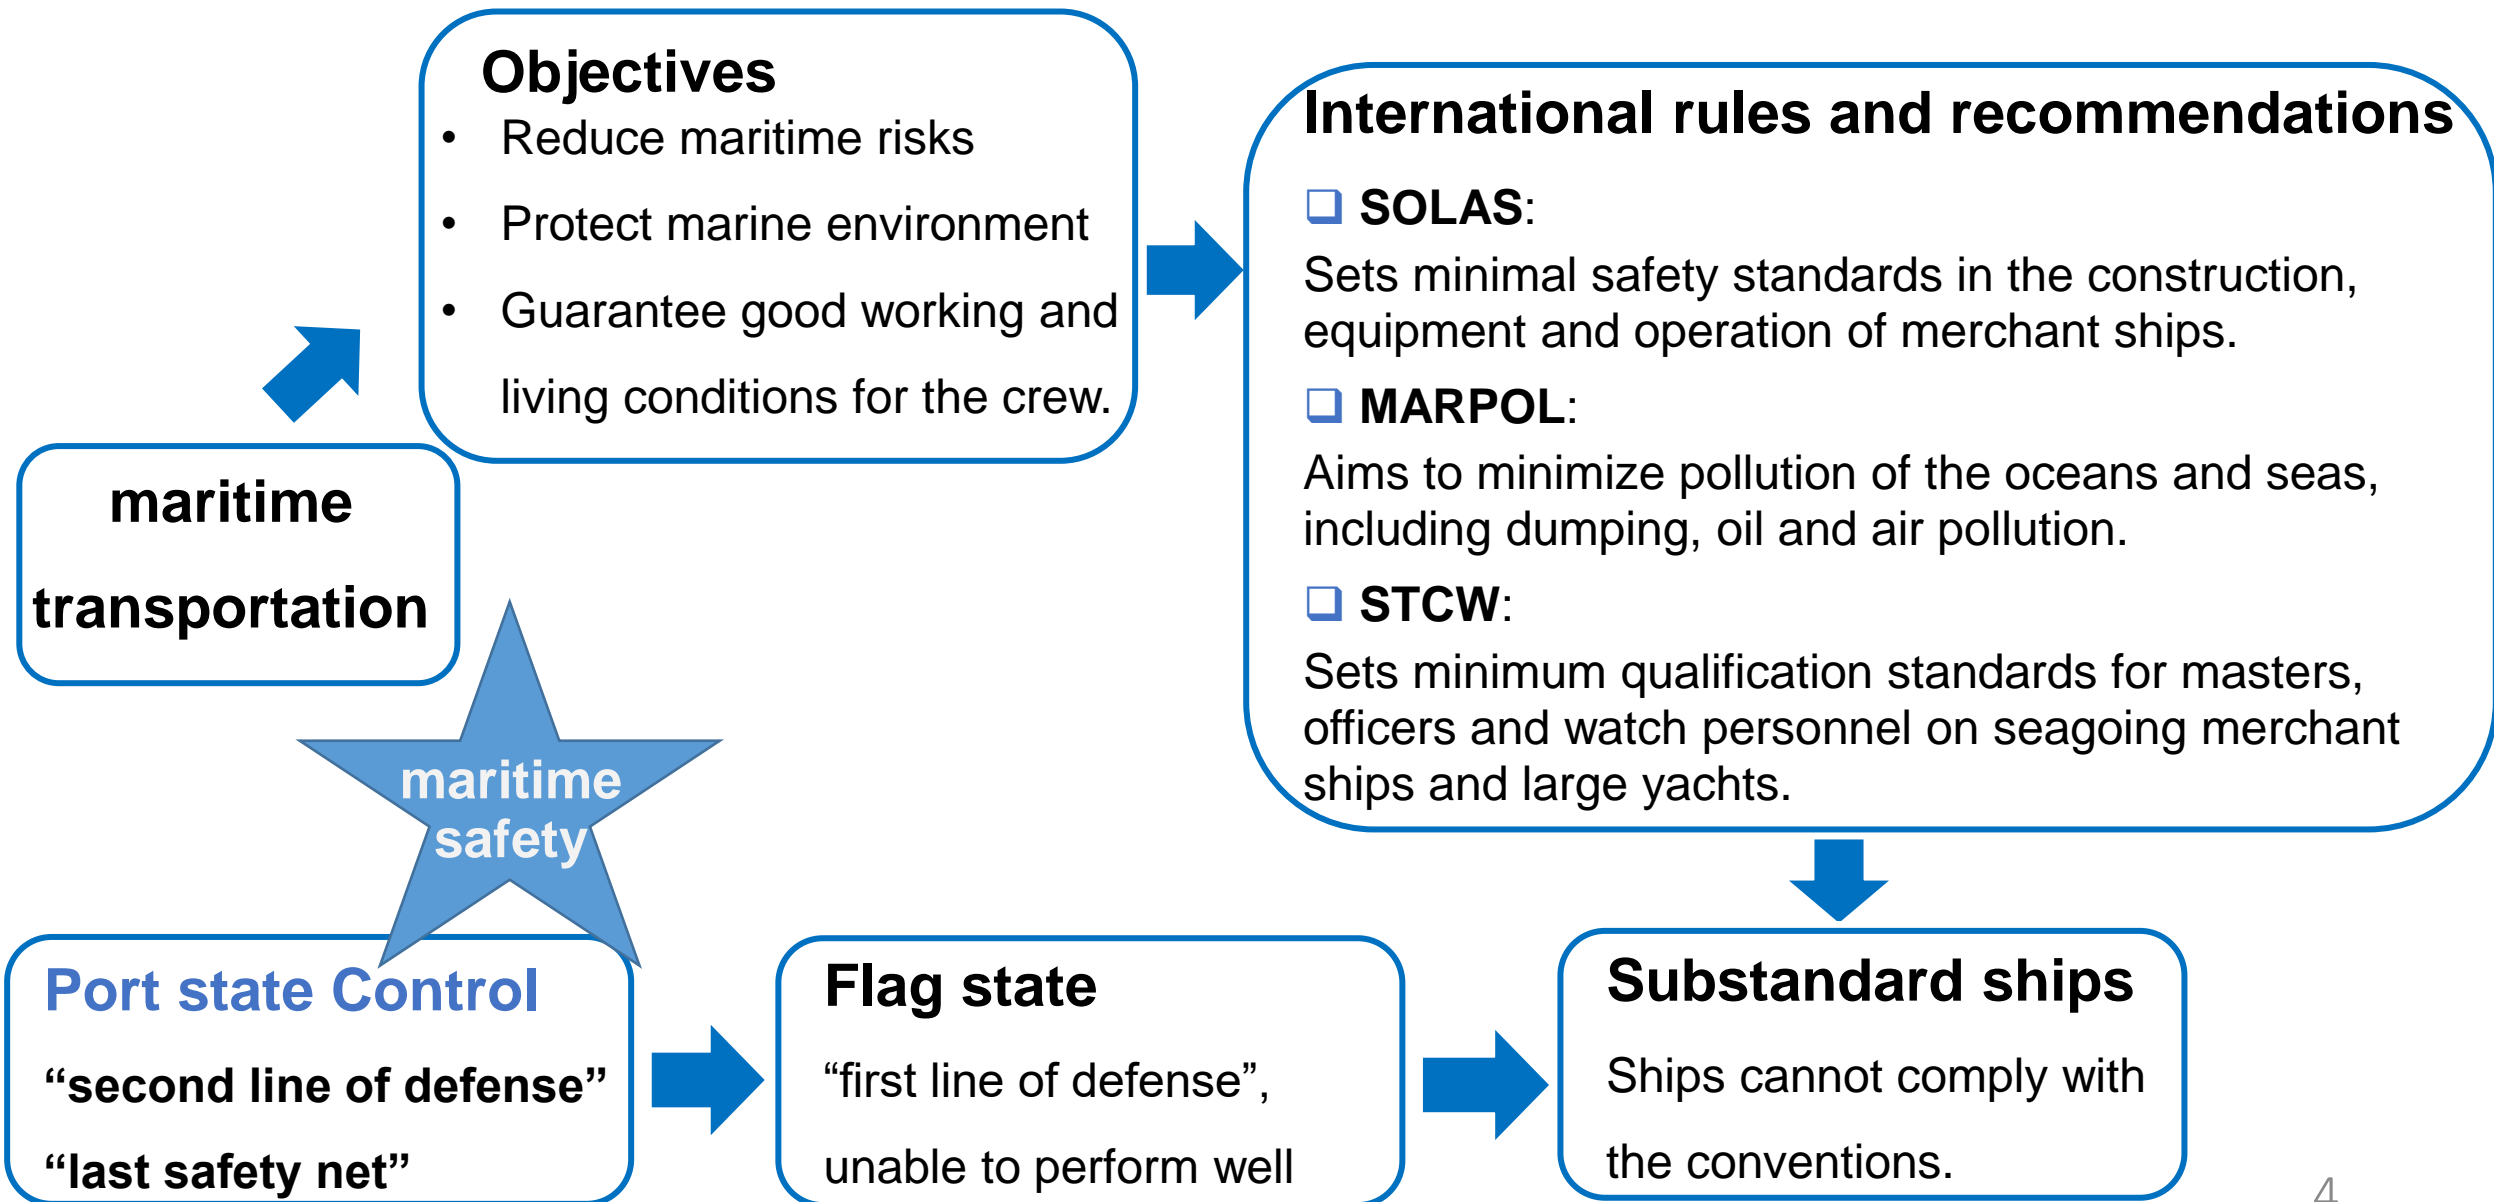 Objectives
• Reduce maritime risks
• Protect marine environment
• Guarantee good working and
living conditions for the crew.
International rules and recommendations
❑ SOLAS:
Sets minimal safety standards in the construction,
equipment and operation of merchant ships.
❑ MARPOL:
Aims to minimize pollution of the oceans and seas,
including dumping, oil and air pollution.
❑ STCW:
Sets minimum qualification standards for masters,
officers and watch personnel on seagoing merchant
ships and large yachts.
maritime
transportation
maritime
safety
Port state Control
“second line of defense”
“last safety net”
Flag state
“first line of defense”,
unable to perform well
Substandard ships
Ships cannot comply with
the conventions.
4